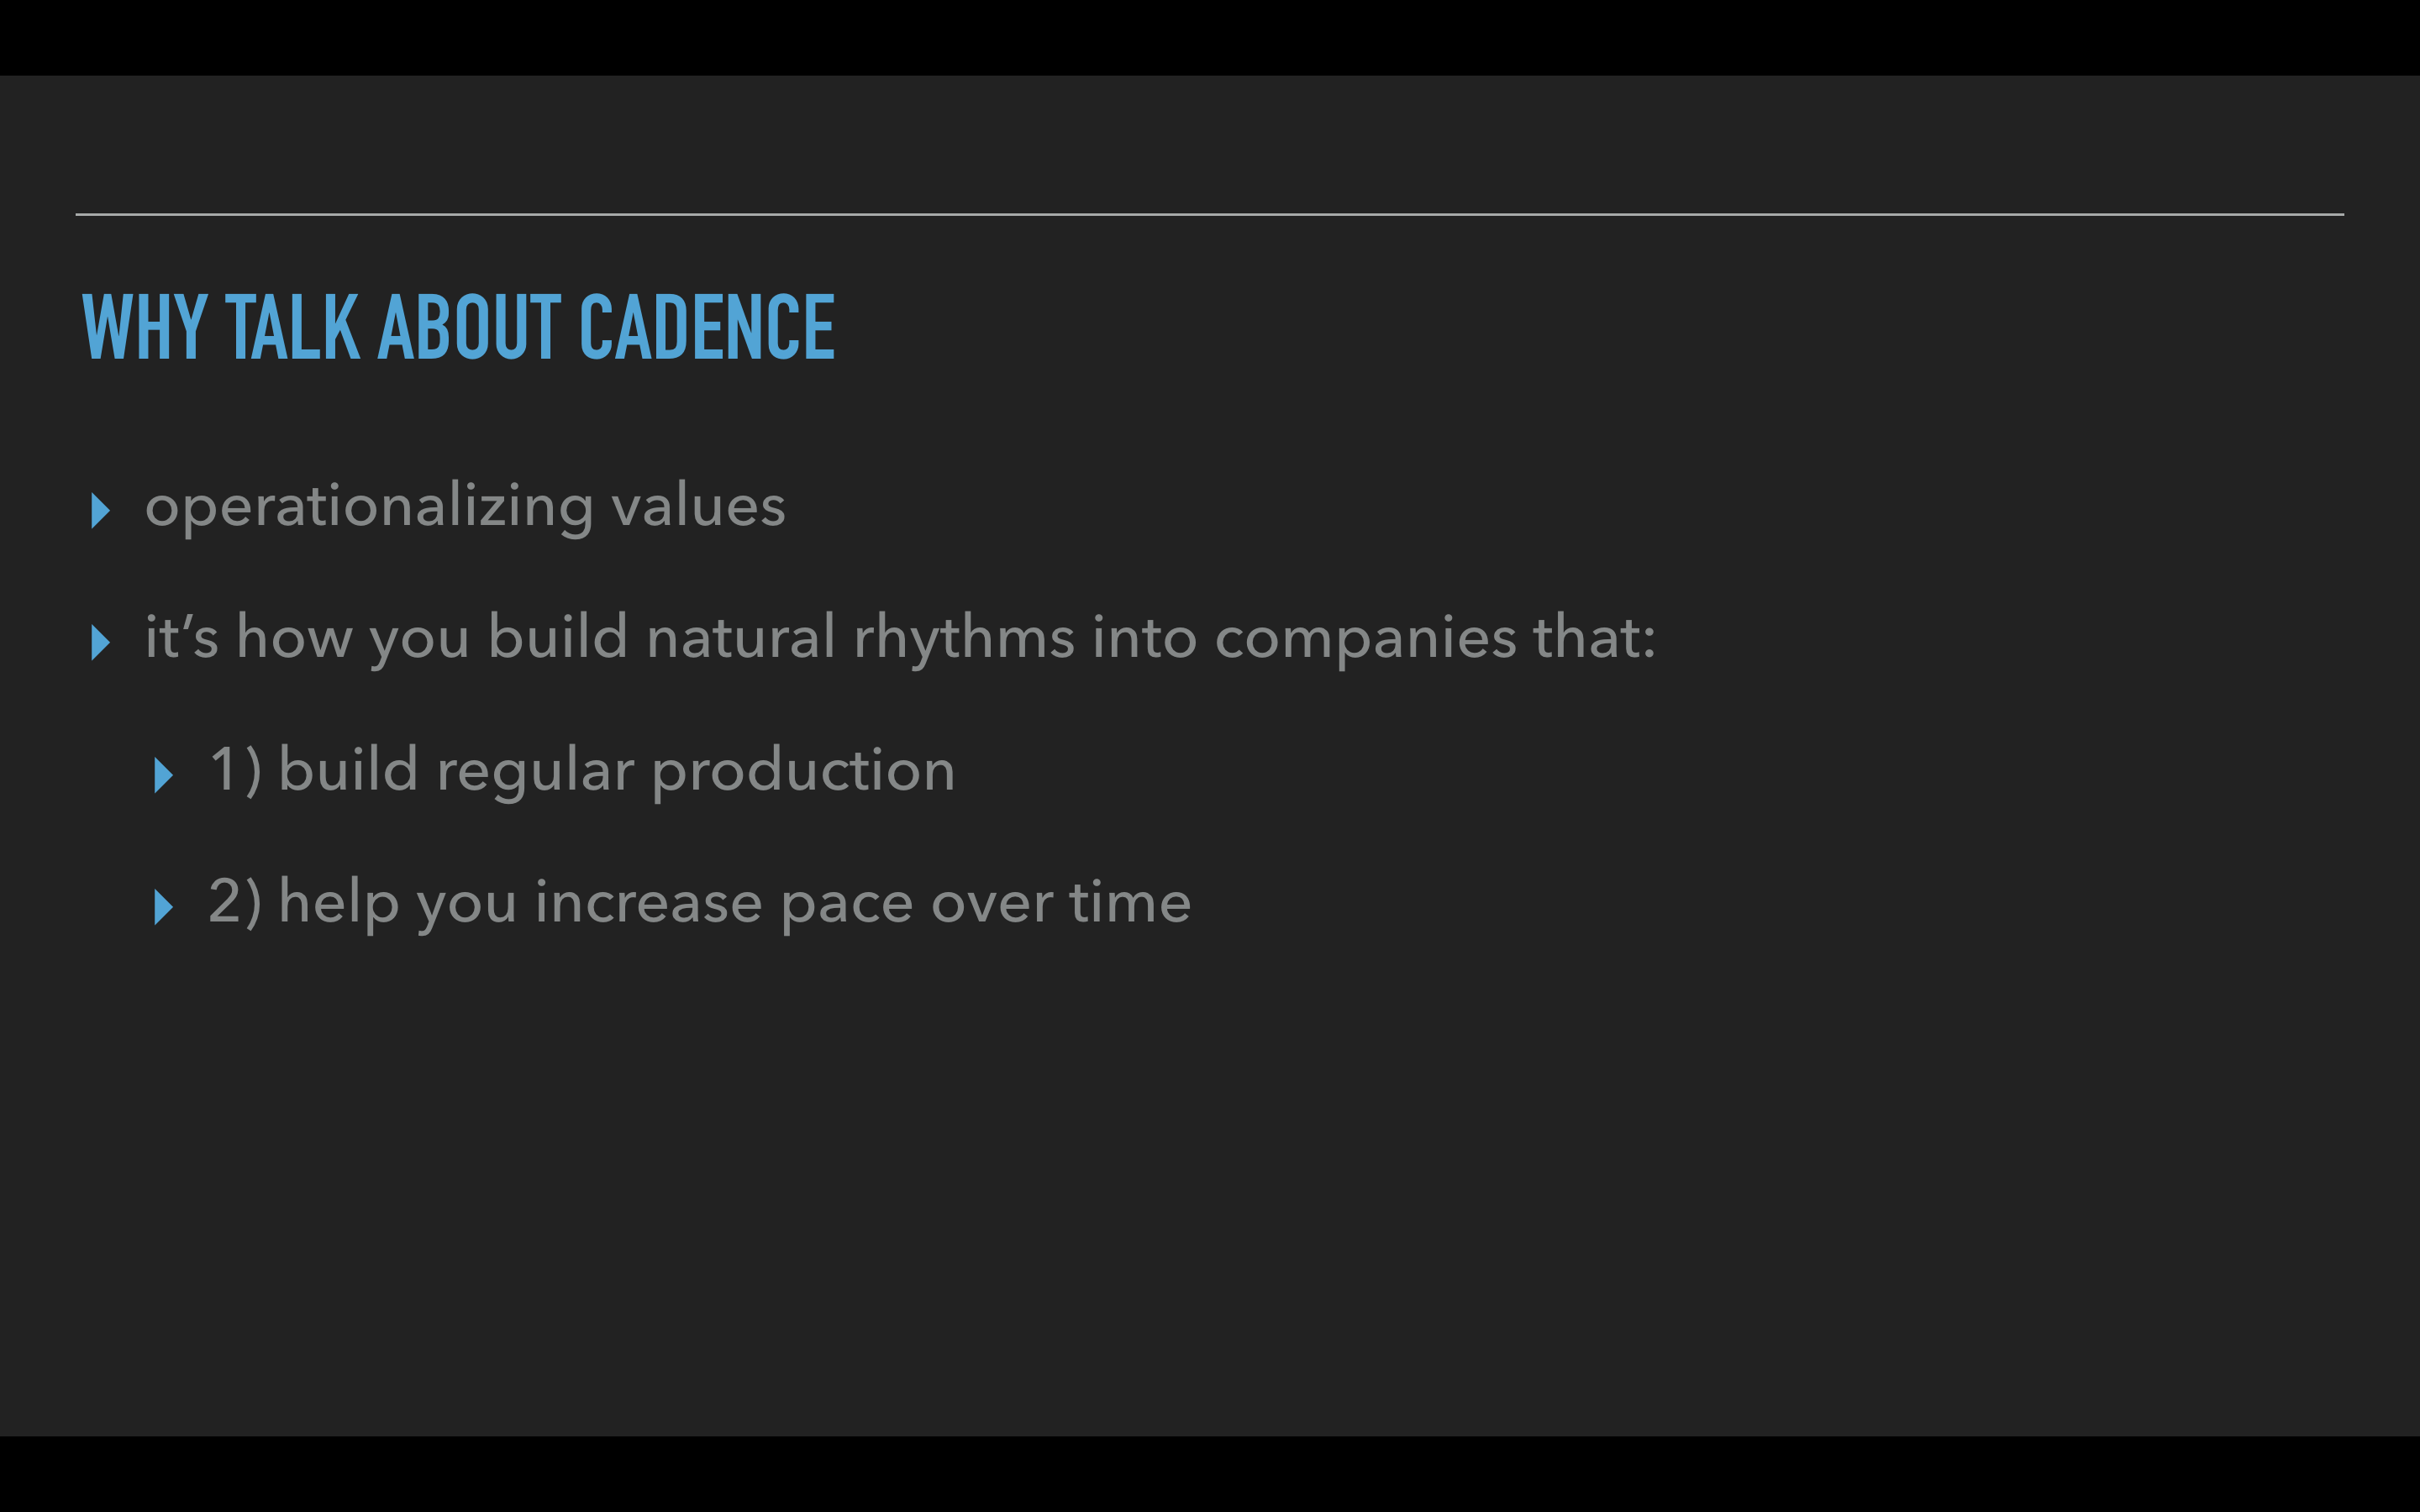 WHY TALK ABOUT CADENCE
operationalizing values
it’s how you build natural rhythms into companies that:
1) build regular production
2) help you increase pace over time